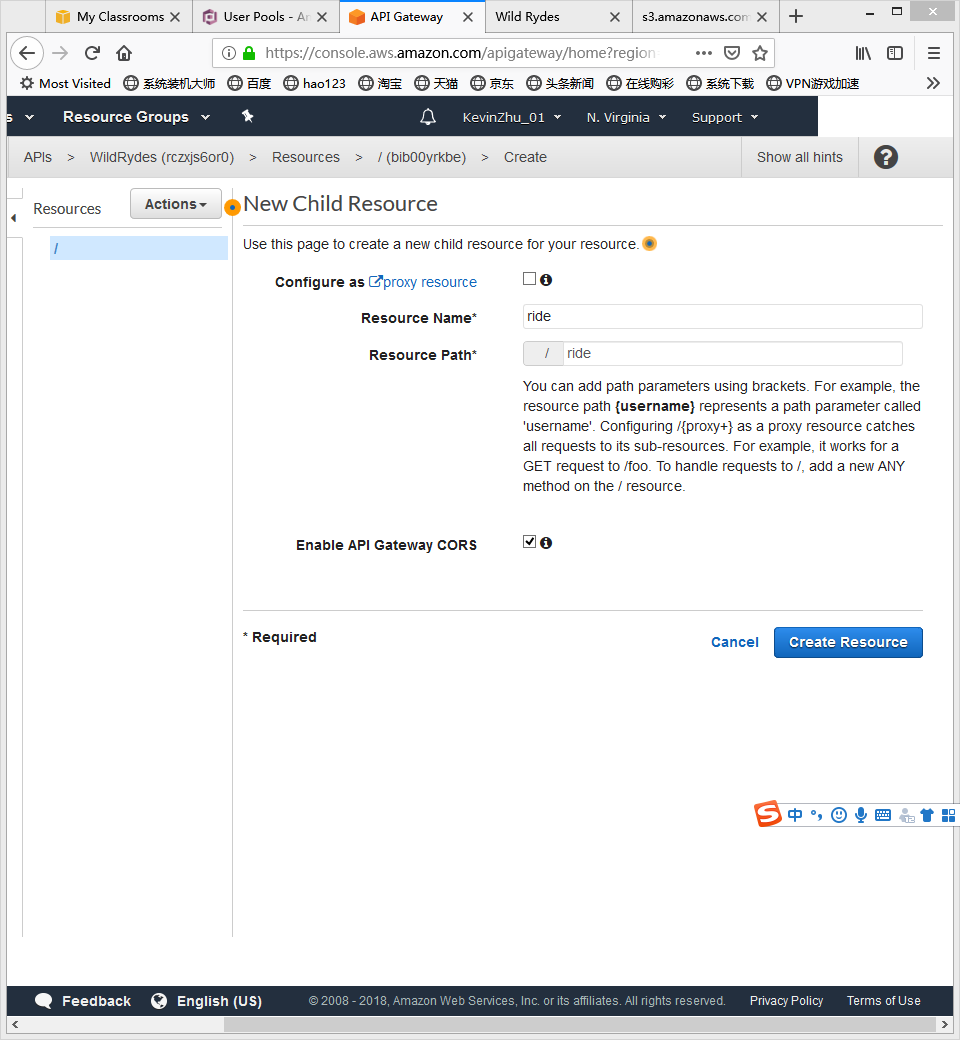 My Classrooms
User Pools - Am
API Gateway
Wild Rydes
s3.amazonaws.com
https://console.aws.amazon.com/apigateway/home?region
Most Visited 系统装机大师 百度 hao123 淘宝 天猫 京东 头条新闻 在线购彩 系统下载 VPN游戏加速
s Resource Groups KevinZhu_01 N. Virginia Support
APIs > WildRydes (rczxjs6or0) > Resources > / (bib00yrkbe) > Create Show all hints ?
Resources Actions
/
New Child Resource
Use this page to create a new child resource for your resource.
Configure as proxy resource
Resource Name* ride
Resource Path* / ride
You can add path parameters using brackets. For example, the
resource path {username} represents a path parameter called
'username'. Configuring /{proxy+} as a proxy resource catches
all requests to its sub-resources. For example, it works for a
GET request to /foo. To handle requests to /, add a new ANY
method on the / resource.
Enable API Gateway CORS
* Required
Cancel Create Resource
S 中
Feedback English (US) © 2008 - 2018, Amazon Web Services, Inc. or its affiliates. All rights reserved. Privacy Policy Terms of Use